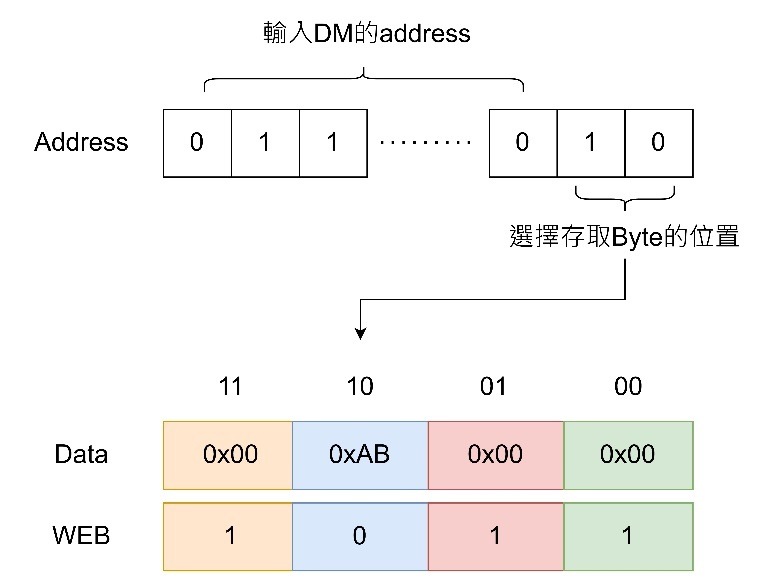 輸入DM的address
Address 0 1 1 ········· 0 1 0
選擇存取Byte的位置
11 10 01 00
Data 0x00 0xAB 0x00 0x00
WEB 1 0 1 1